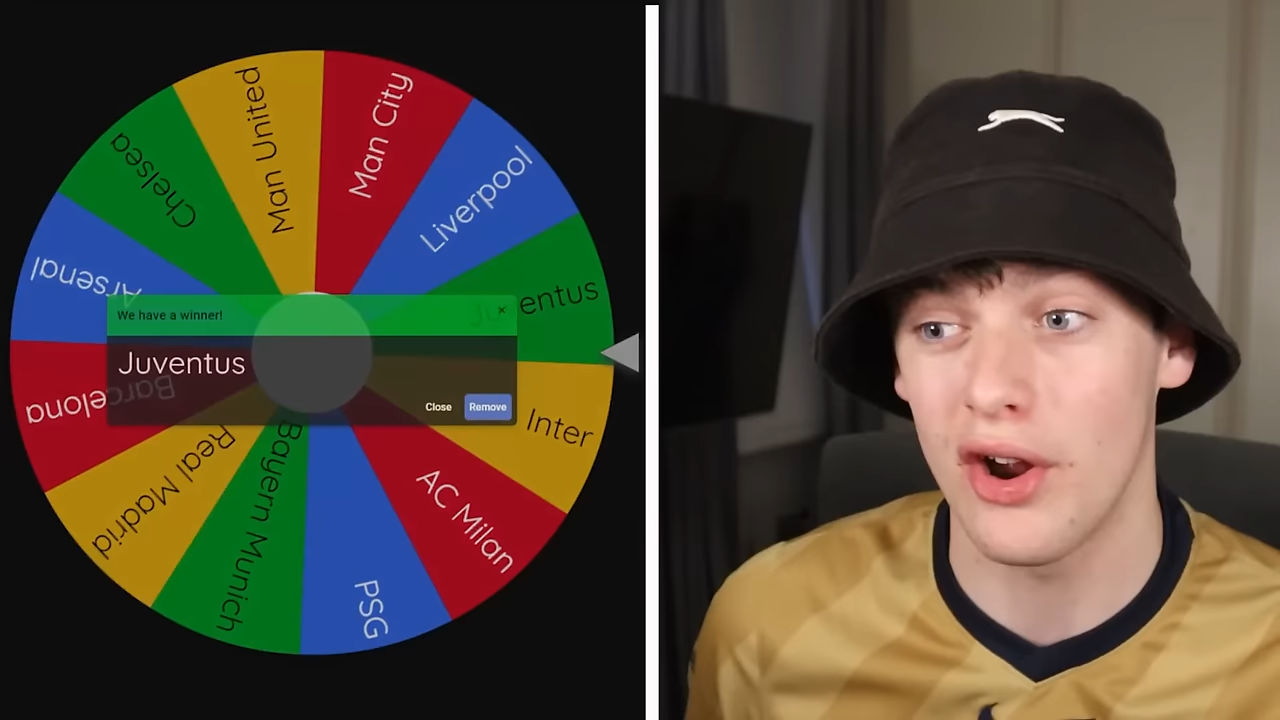 Man United
Man City
Chelsea
Liverpool
Arsenal
Juventus
We have a winner!
×
Juventus
Close
Remove
Barcelona
Inter
Real Madrid
Bayern Munich
AC Milan
PSG